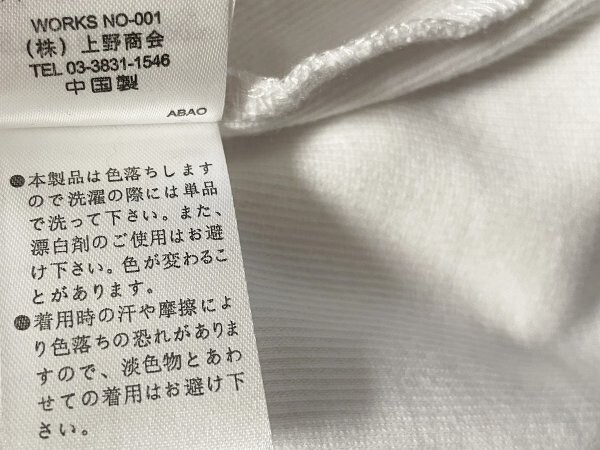 WORKS NO-001
(株)上野商会
TEL 03-3831-1546
中国製
ABAO
●本製品は色落ちします
ので洗濯の際には単品
で洗って下さい。また、
漂白剤のご使用はお避
け下さい。色が変わるこ
とがあります。
●着用時の汗や摩擦によ
り色落ちの恐れがありま
すので、淡色物とあわ
せての着用はお避け下
さい。